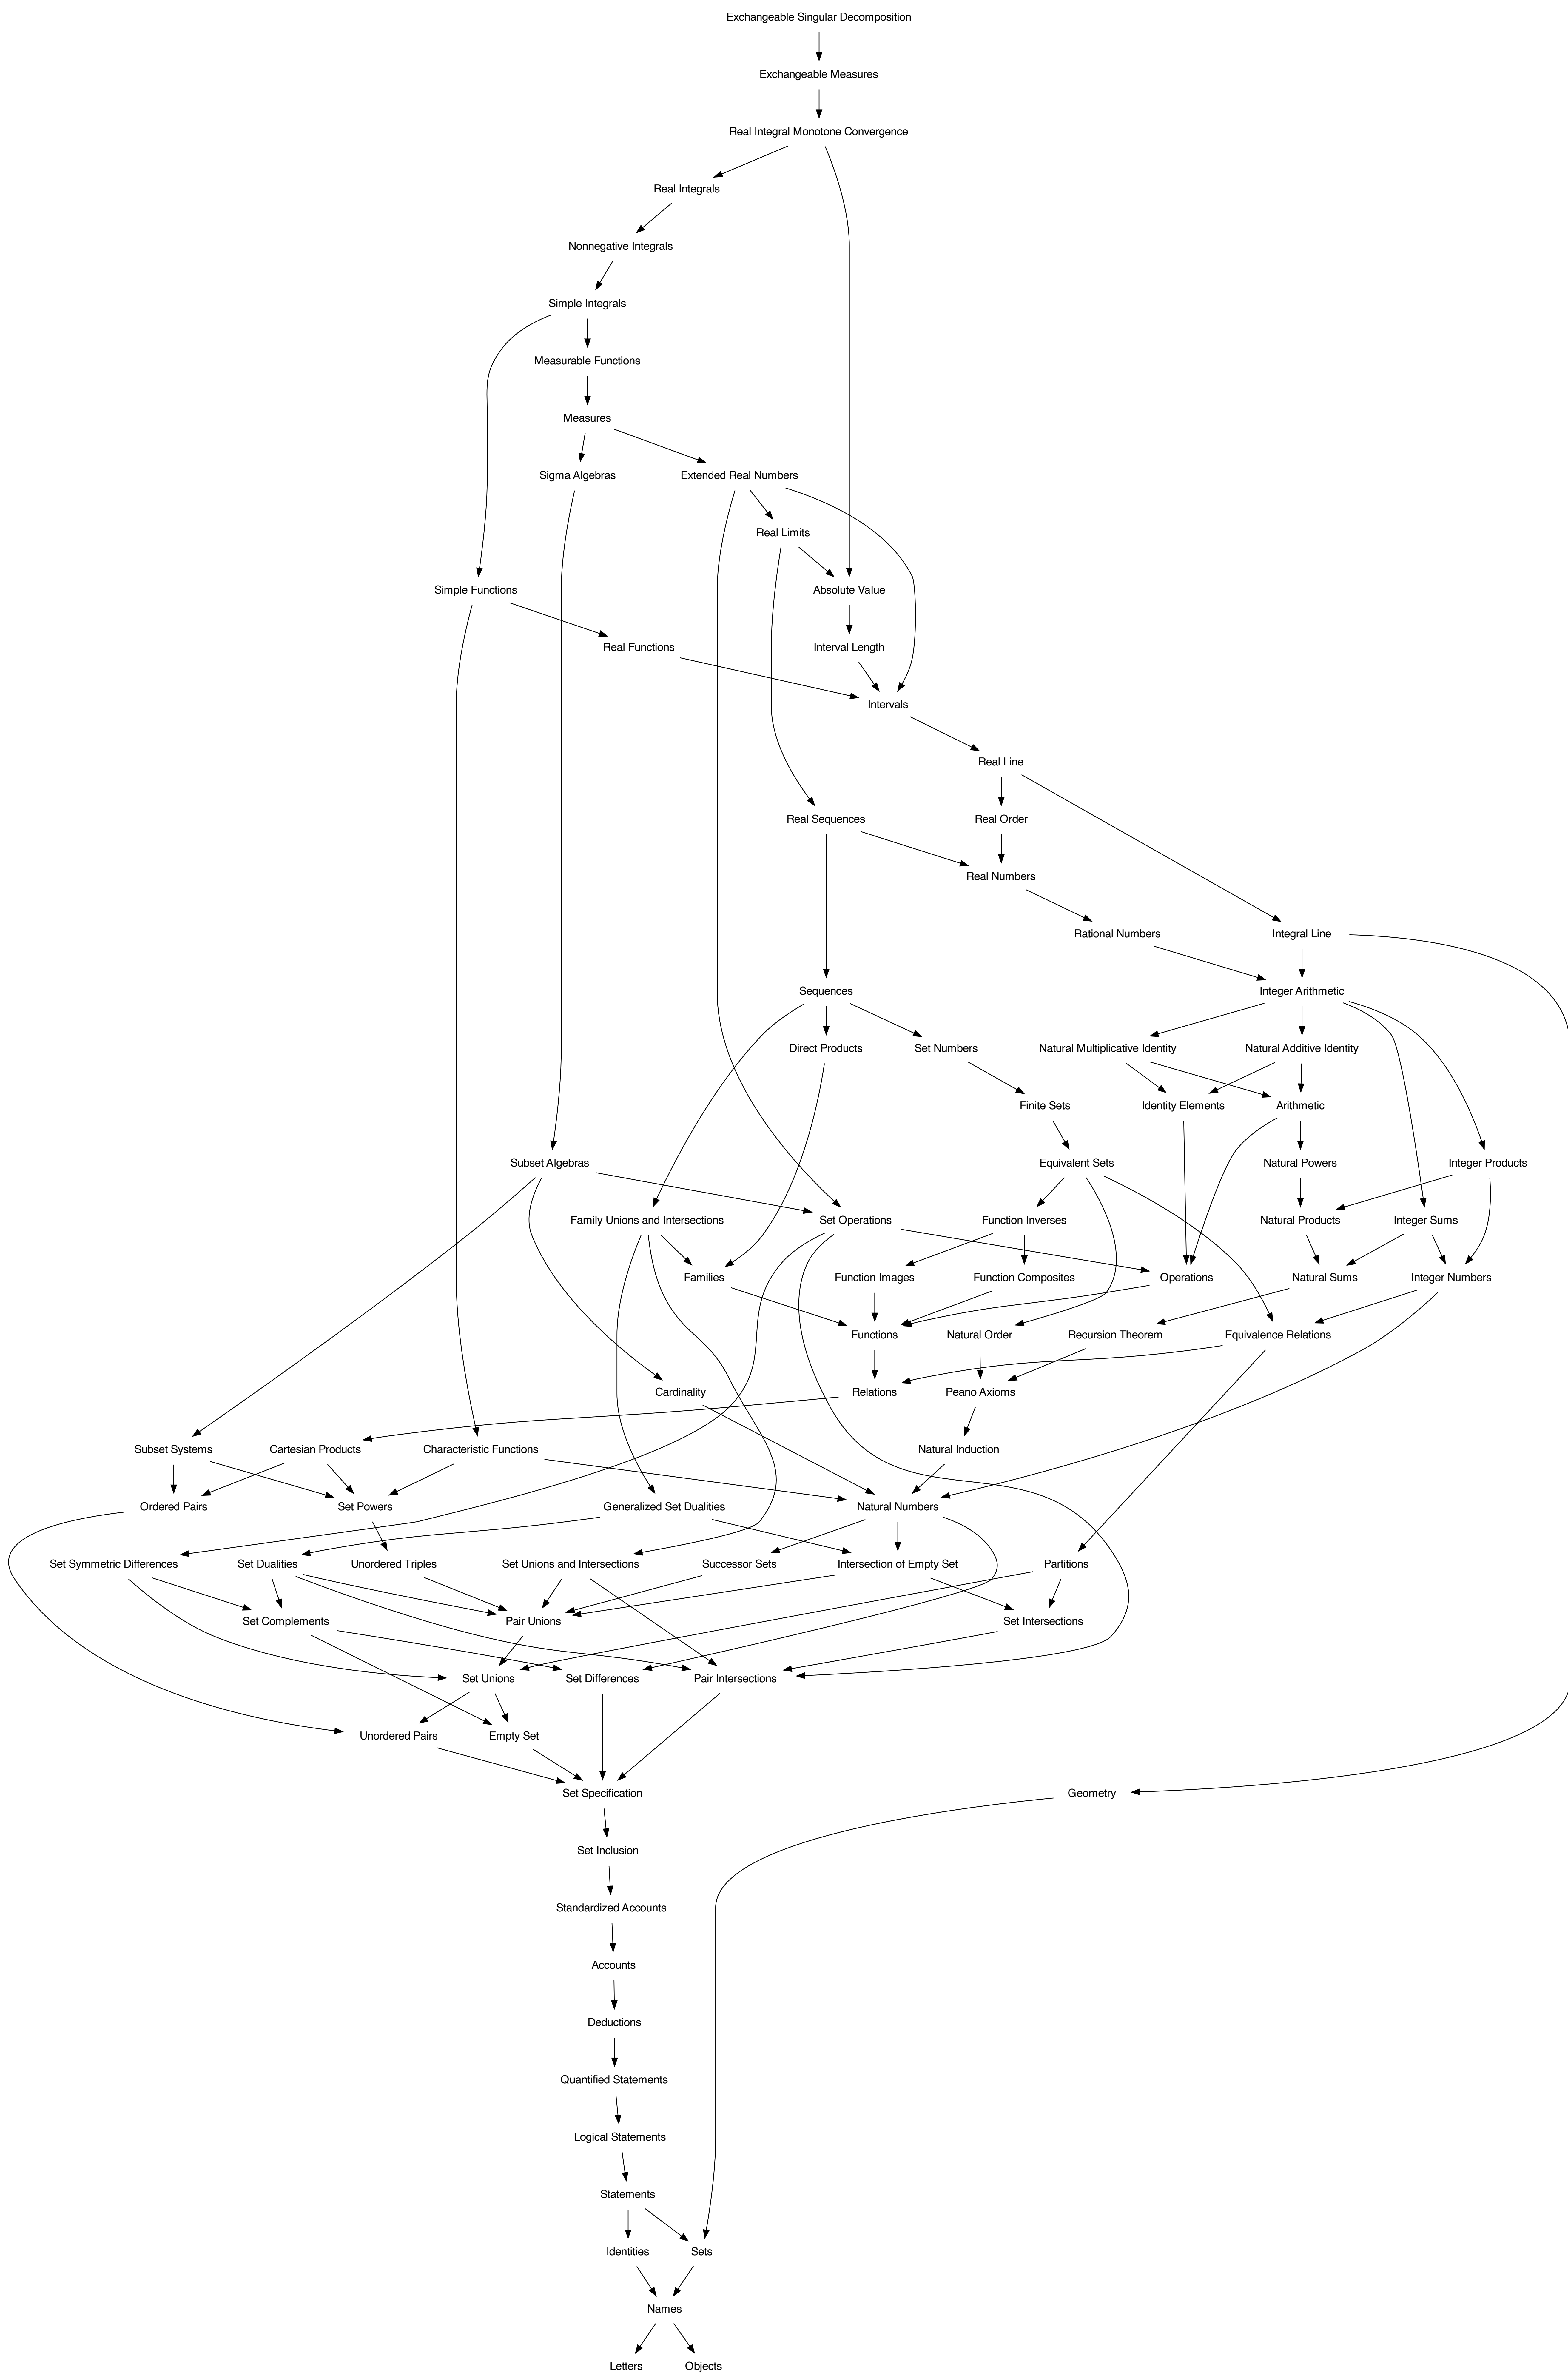 Exchangeable Singular Decomposition
Exchangeable Measures
Real Integral Monotone Convergence
Real Integrals
Nonnegative Integrals
Simple Integrals
Measurable Functions
Measures
Sigma Algebras
Extended Real Numbers
Real Limits
Simple Functions
Absolute Value
Real Functions
Interval Length
Intervals
Real Line
Real Sequences
Real Order
Real Numbers
Rational Numbers
Integral Line
Sequences
Integer Arithmetic
Direct Products
Set Numbers
Natural Multiplicative Identity
Natural Additive Identity
Finite Sets
Identity Elements
Arithmetic
Subset Algebras
Equivalent Sets
Natural Powers
Integer Products
Family Unions and Intersections
Set Operations
Function Inverses
Natural Products
Integer Sums
Families
Function Images
Function Composites
Operations
Natural Sums
Integer Numbers
Functions
Natural Order
Recursion Theorem
Equivalence Relations
Cardinality
Relations
Peano Axioms
Subset Systems
Cartesian Products
Characteristic Functions
Natural Induction
Ordered Pairs
Set Powers
Generalized Set Dualities
Natural Numbers
Set Symmetric Differences
Set Dualities
Unordered Triples
Set Unions and Intersections
Successor Sets
Intersection of Empty Set
Partitions
Set Complements
Pair Unions
Set Intersections
Set Unions
Set Differences
Pair Intersections
Unordered Pairs
Empty Set
Set Specification
Geometry
Set Inclusion
Standardized Accounts
Accounts
Deductions
Quantified Statements
Logical Statements
Statements
Identities
Sets
Names
Letters
Objects